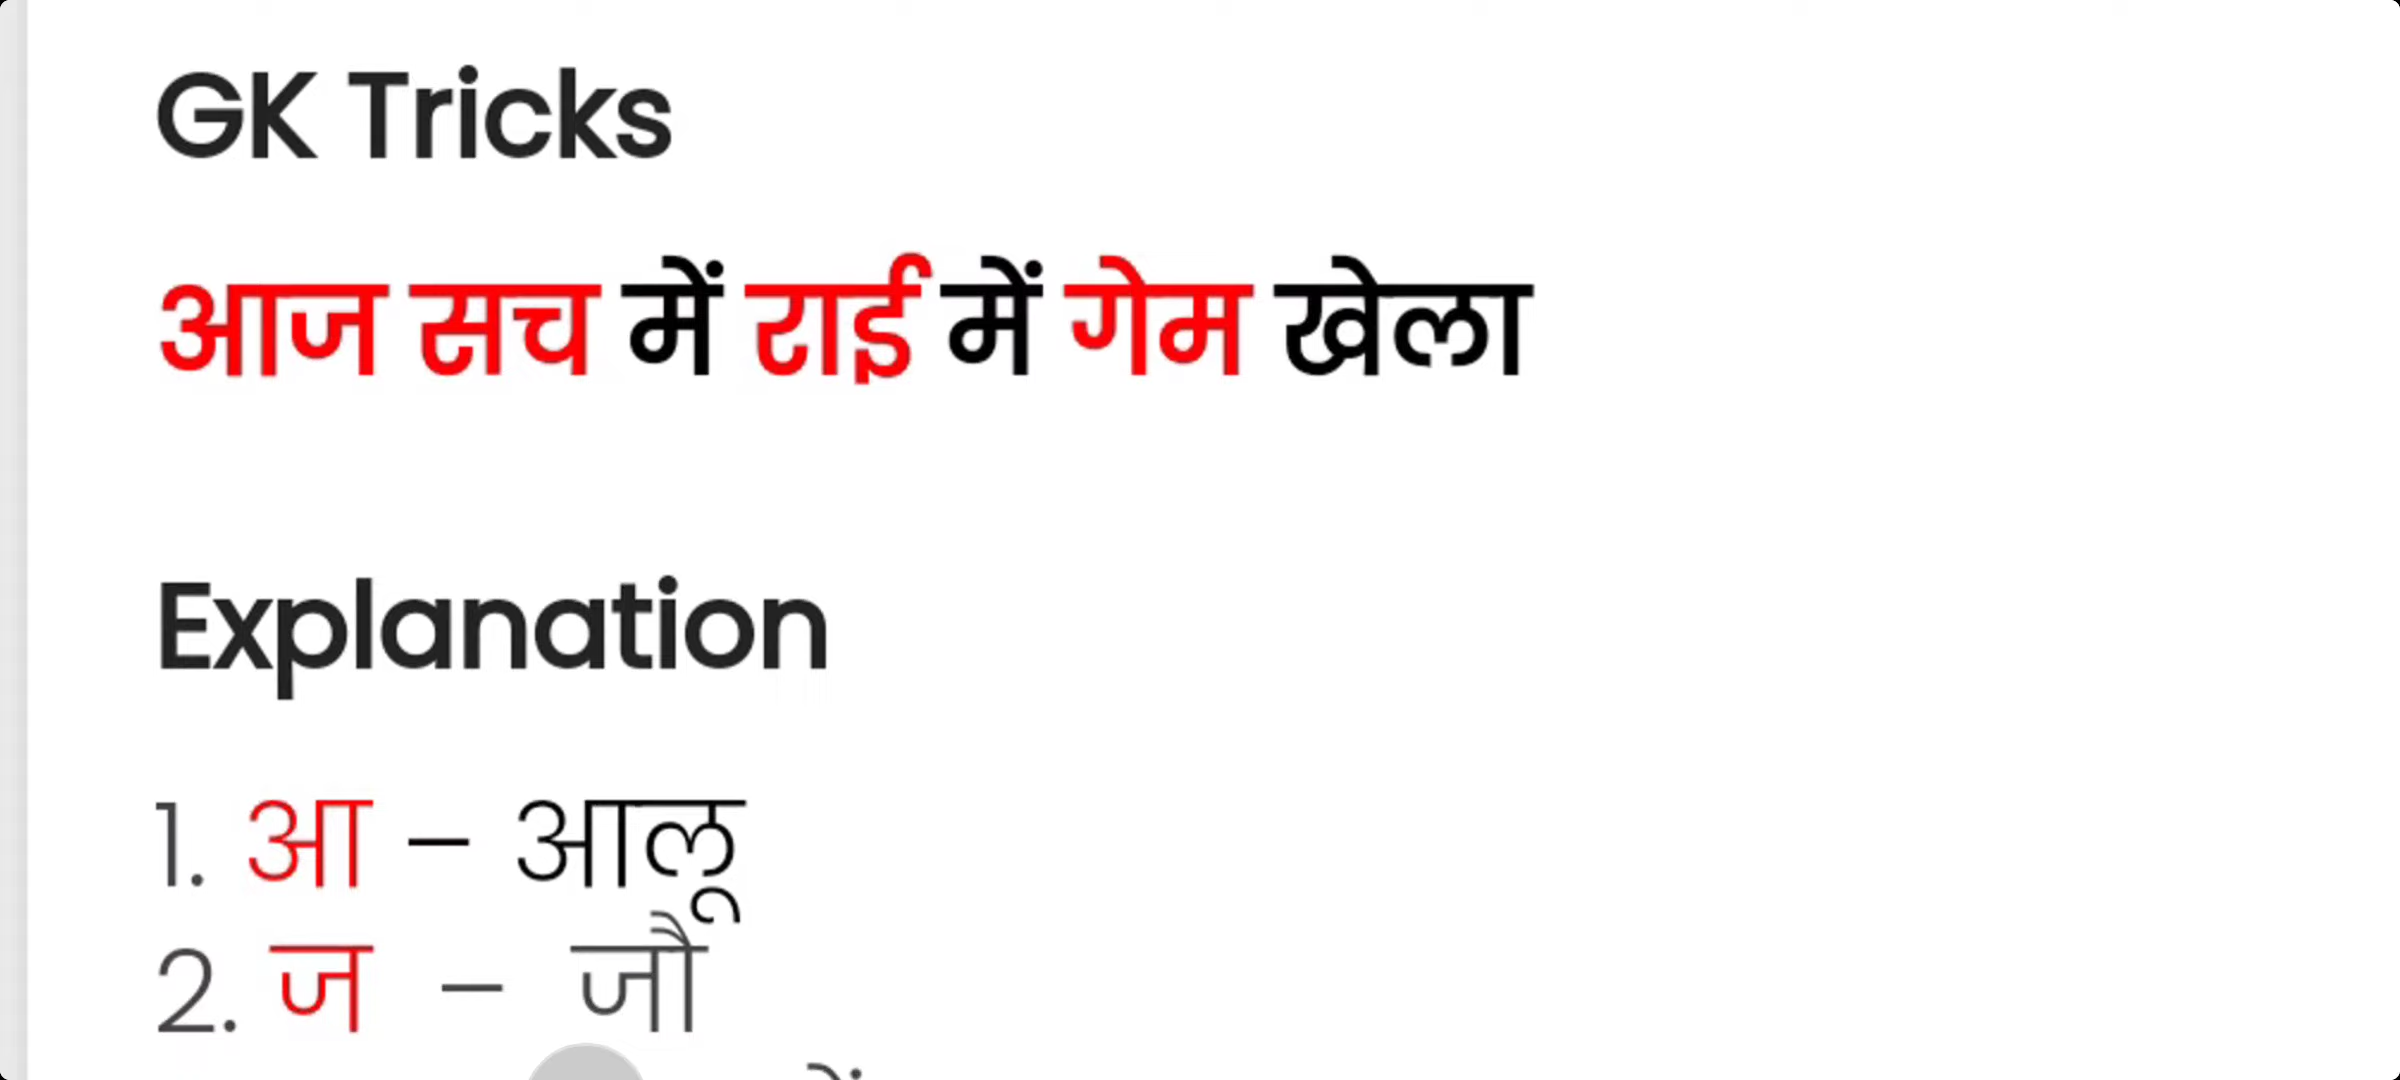 GK Tricks
आज सच में राई में गेम खेला
Explanation
1. आ – आलू
2. ज – जौ